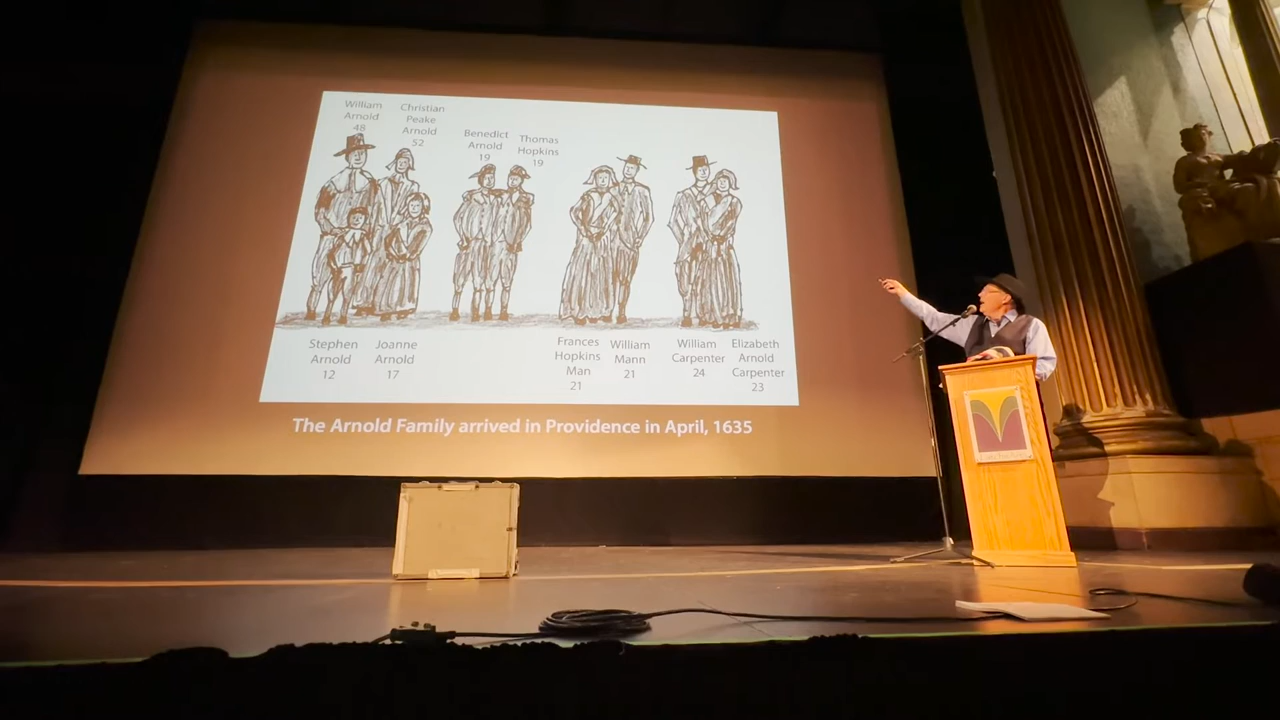 William
Arnold
48
Christian
Peake
Arnold
52
Benedict
Arnold
19
Thomas
Hopkins
19
Stephen
Arnold
12
Joanne
Arnold
17
Frances
Hopkins
Man
21
William
Mann
21
William
Carpenter
24
Elizabeth
Arnold
Carpenter
23
The Arnold Family arrived in Providence in April, 1635